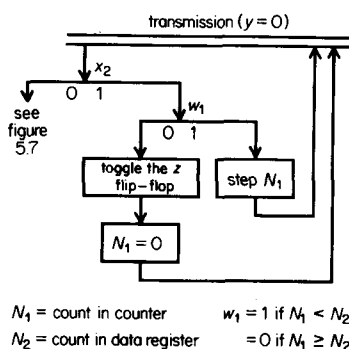 transmission (y=0)
x₂
0 1
see
figure
5.7
w₁
0 1
toggle the z
flip-flop
step N₁
N₁ = 0
N₁ = count in counter
w₁ = 1 if N₁ < N₂
N₂ = count in data register
= 0 if N₁ ≥ N₂